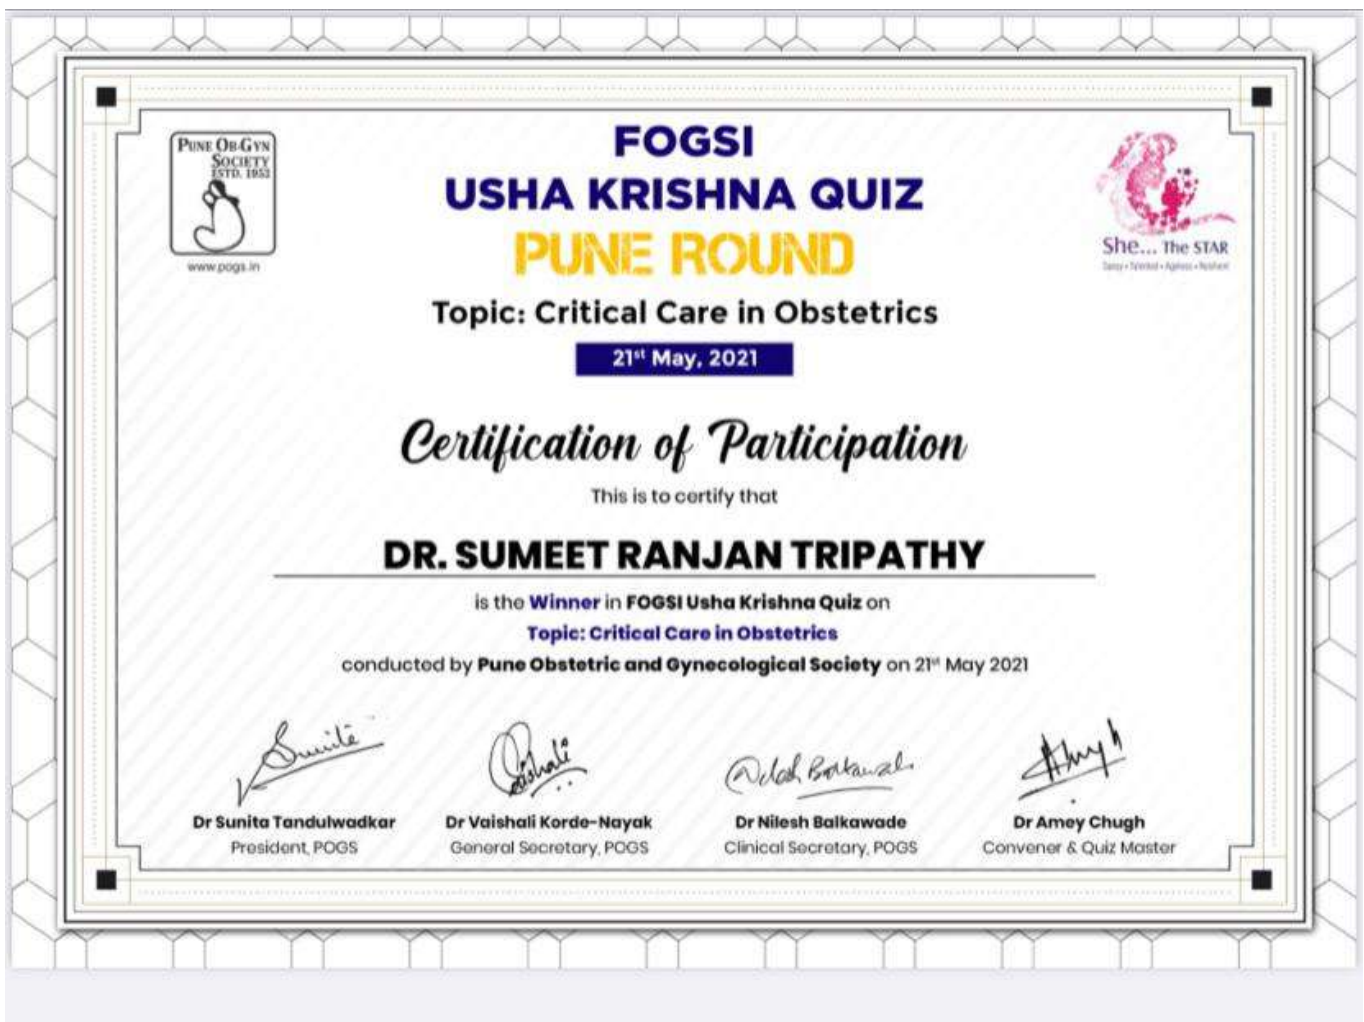 PUNE OB-GYN
SOCIETY
ESTD. 1953
www.pogs.in
FOGSI
USHA KRISHNA QUIZ
PUNE ROUND
Topic: Critical Care in Obstetrics
21st May, 2021
She... The STAR
Certification of Participation
This is to certify that
DR. SUMEET RANJAN TRIPATHY
is the Winner in FOGSI Usha Krishna Quiz on
Topic: Critical Care in Obstetrics
conducted by Pune Obstetric and Gynecological Society on 21st May 2021
Dr Sunita Tandulwadkar
President, POGS
Dr Vaishali Korde-Nayak
General Secretary, POGS
Dr Nilesh Balkawade
Clinical Secretary, POGS
Dr Amey Chugh
Convener & Quiz Master